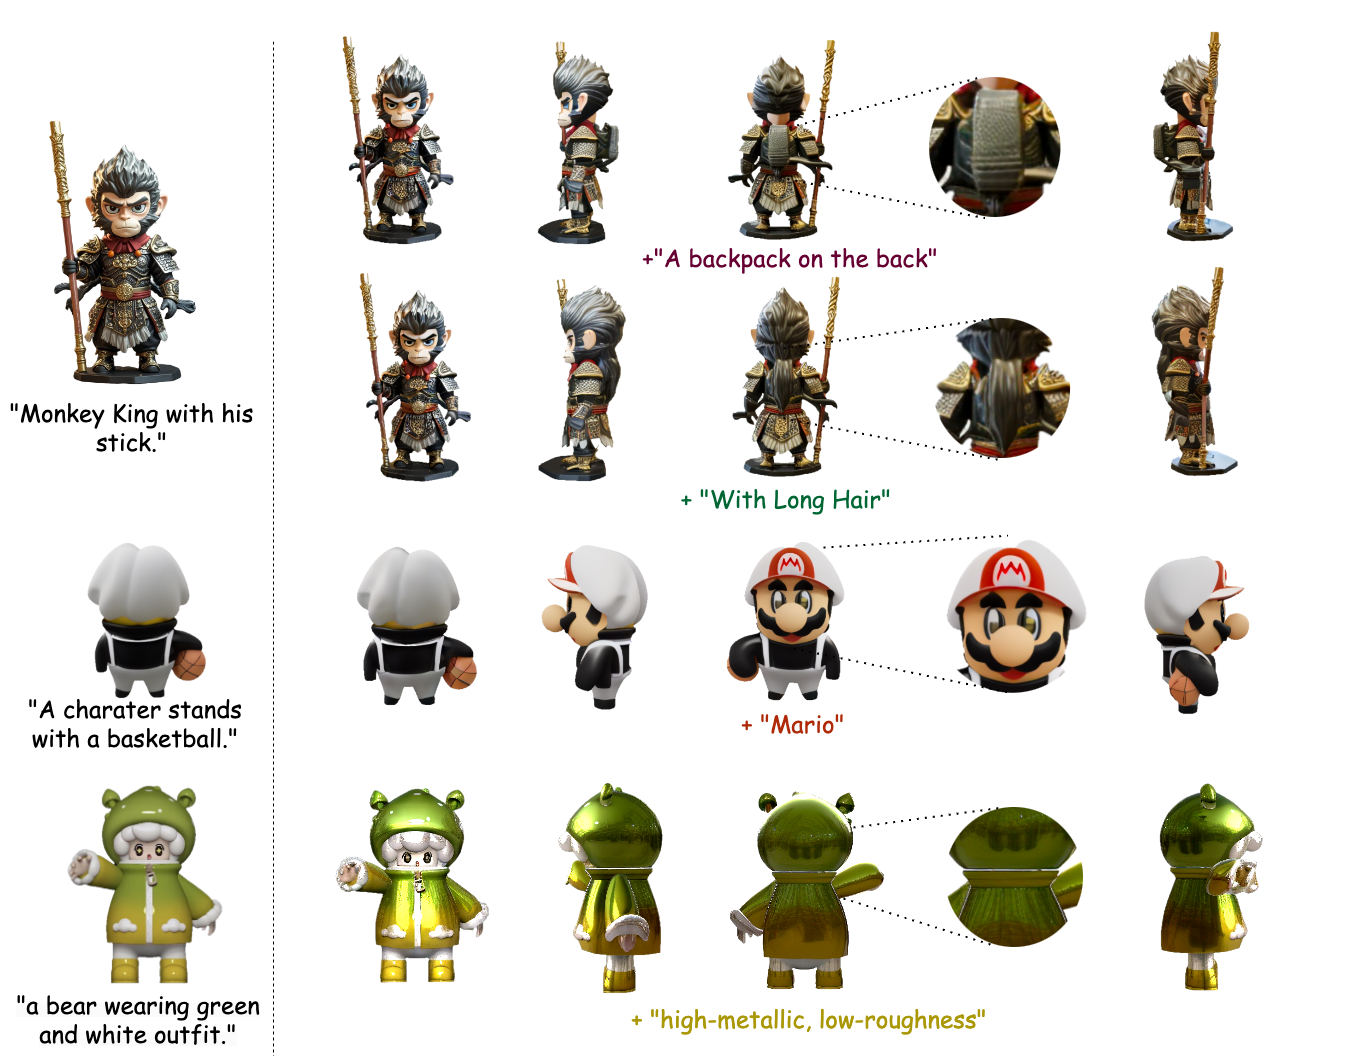 +"A backpack on the back"
"Monkey King with his
stick."
+ "With Long Hair"
"A charater stands
with a basketball."
+ "Mario"
"a bear wearing green
and white outfit."
+ "high-metallic, low-roughness"